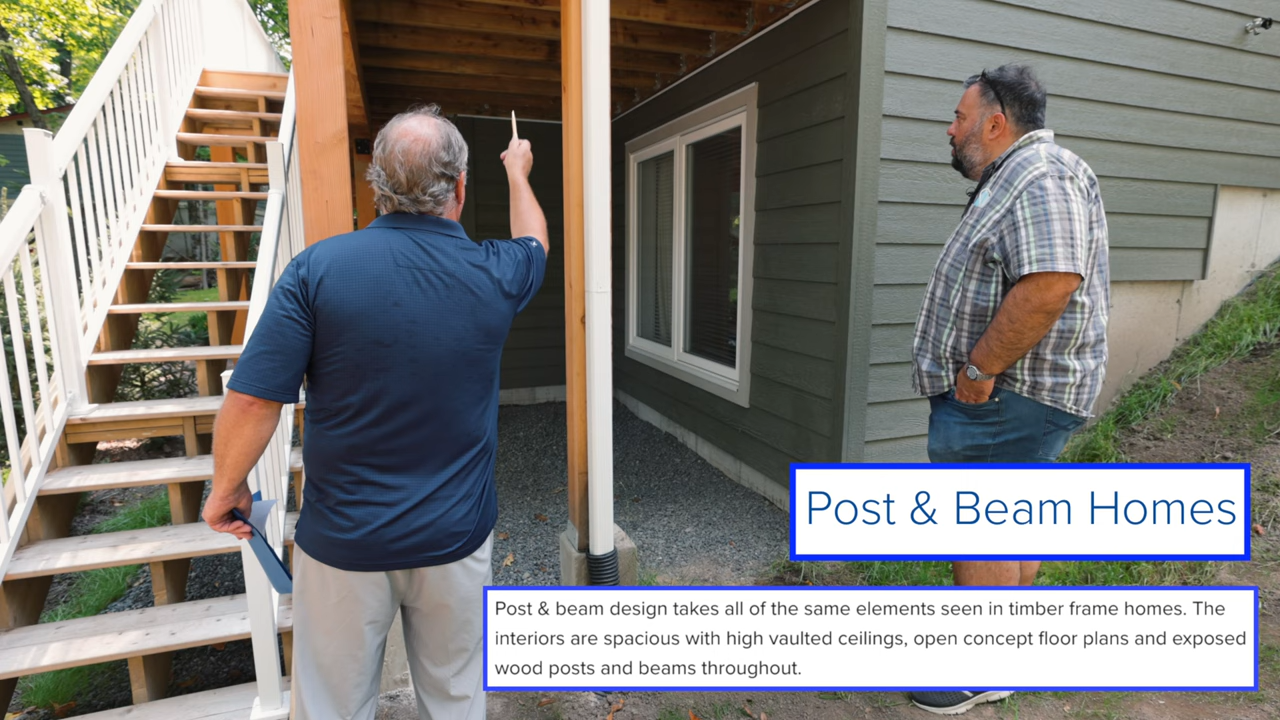 Post & Beam Homes
Post & beam design takes all of the same elements seen in timber frame homes. The
interiors are spacious with high vaulted ceilings, open concept floor plans and exposed
wood posts and beams throughout.